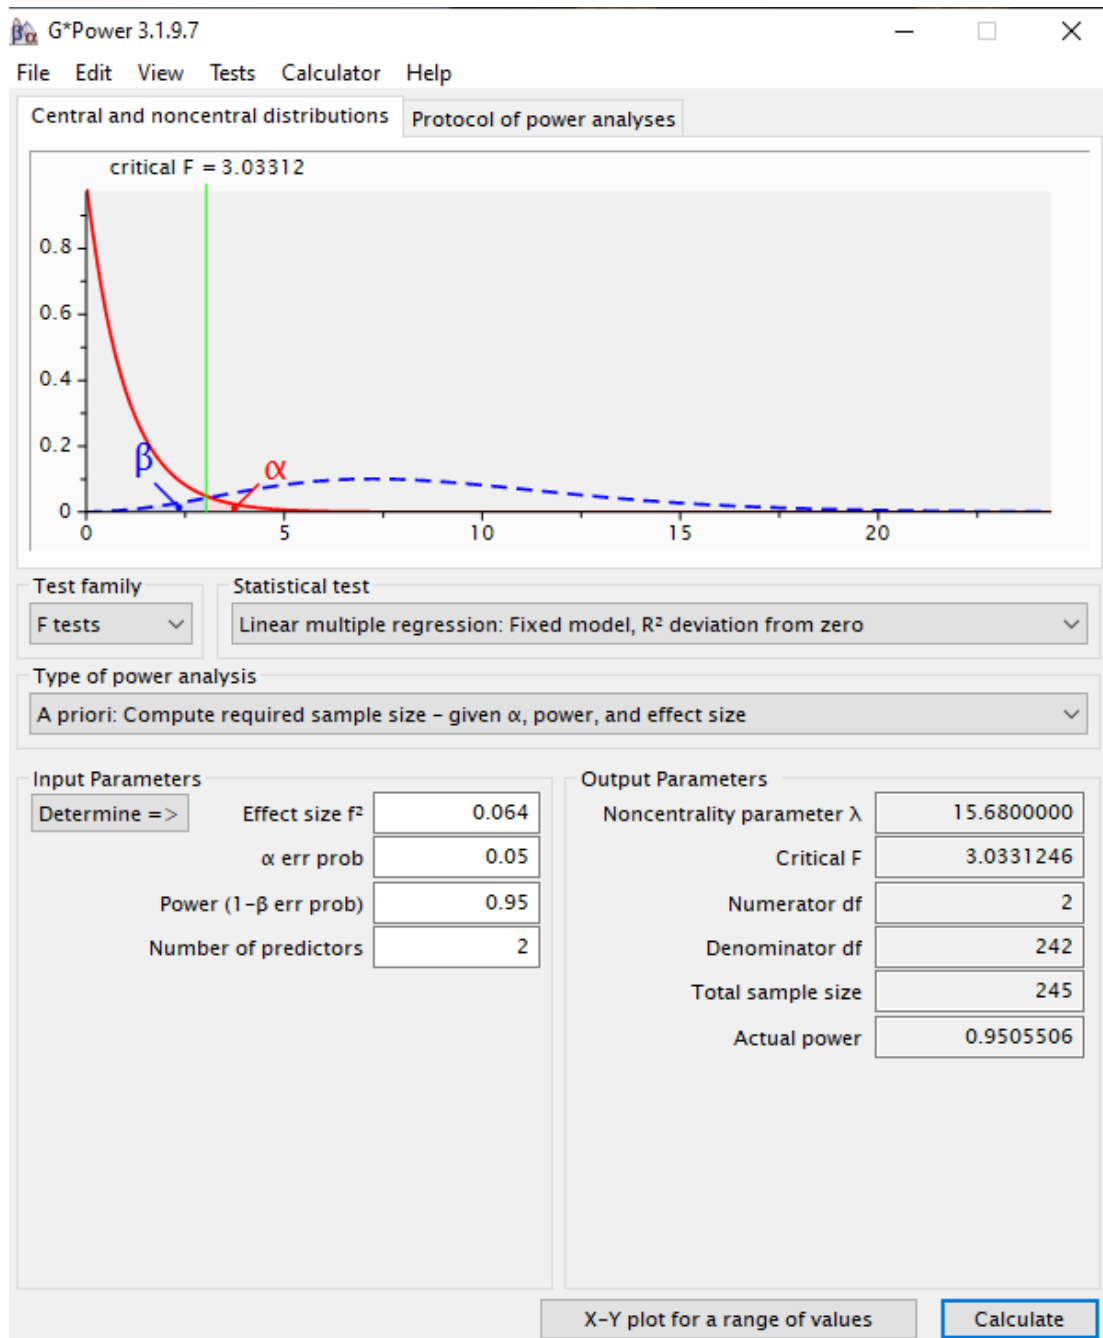 G*Power 3.1.9.7
File Edit View Tests Calculator Help
Central and noncentral distributions Protocol of power analyses
critical F = 3.03312
0.8
0.6
0.4
0.2
β α
0
0 5 10 15 20
Test family Statistical test
F tests Linear multiple regression: Fixed model, R² deviation from zero
Type of power analysis
A priori: Compute required sample size – given α, power, and effect size
Input Parameters Output Parameters
Determine => Effect size f² 0.064 Noncentrality parameter λ 15.6800000
α err prob 0.05 Critical F 3.0331246
Power (1-β err prob) 0.95 Numerator df 2
Number of predictors 2 Denominator df 242
Total sample size 245
Actual power 0.9505506
X-Y plot for a range of values Calculate